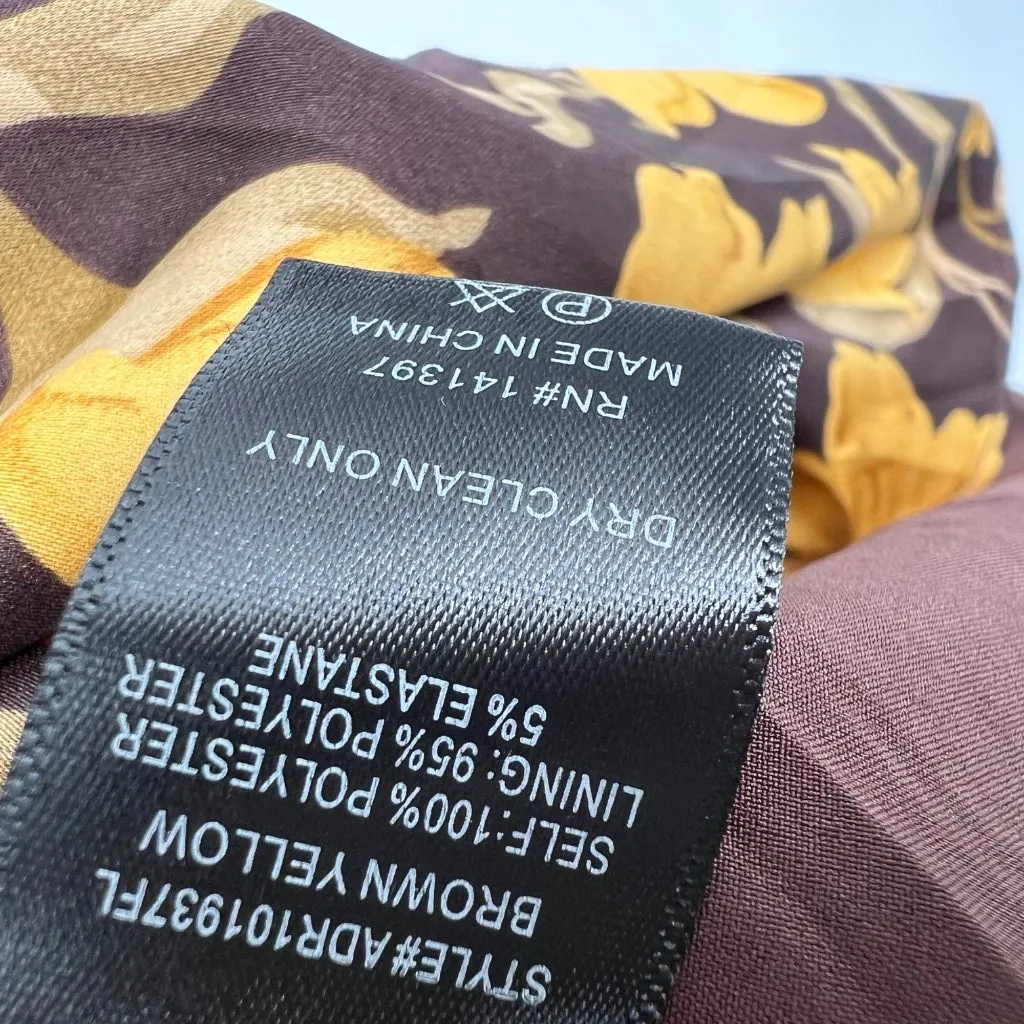 STYLE#ADR101937FL
BROWN YELLOW
SELF:100% POLYESTER
LINING: 95% POLYESTER
5% ELASTANE
DRY CLEAN ONLY
RN# 141397
MADE IN CHINA
P